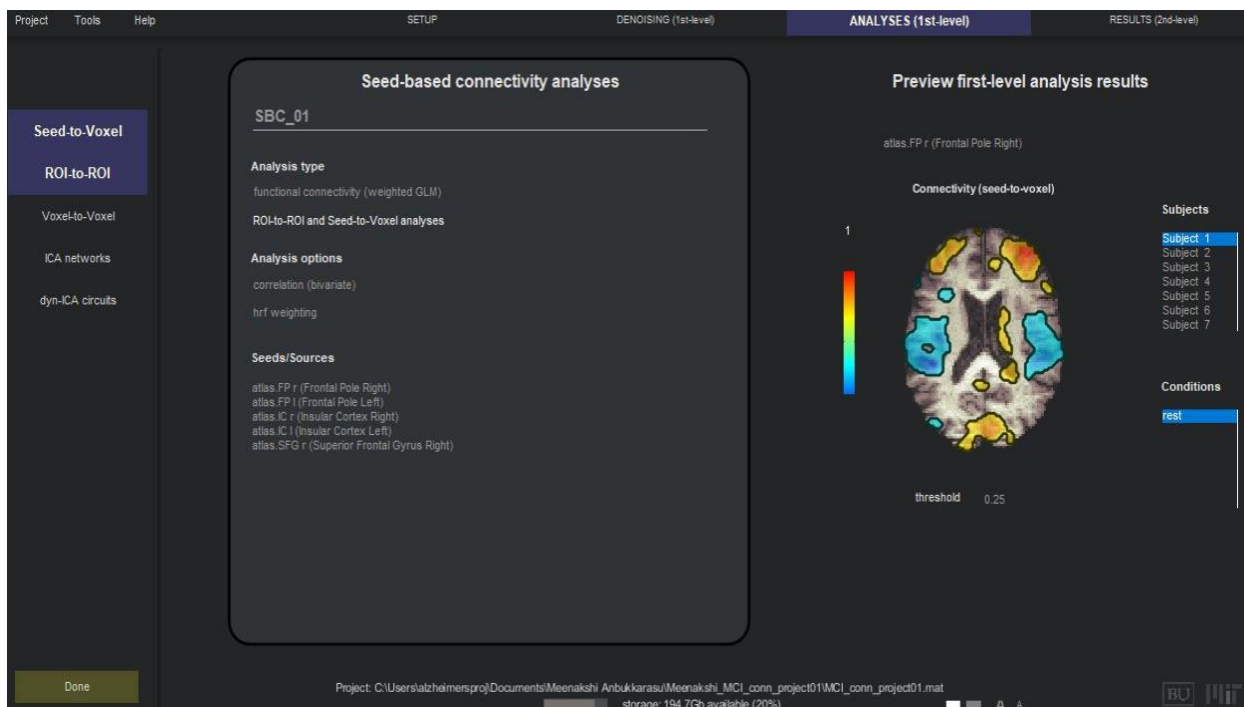 Project Tools Help SETUP DENOISING (1st-level) ANALYSES (1st-level) RESULTS (2nd-level)
Seed-to-Voxel
ROI-to-ROI
Voxel-to-Voxel
ICA networks
dyn-ICA circuits
Done
Seed-based connectivity analyses
SBC_01
Analysis type
functional connectivity (weighted GLM)
ROI-to-ROI and Seed-to-Voxel analyses
Analysis options
correlation (bivariate)
hrf weighting
Seeds/Sources
atlas.FP r (Frontal Pole Right)
atlas.FP l (Frontal Pole Left)
atlas.IC r (Insular Cortex Right)
atlas.IC l (Insular Cortex Left)
atlas.SFG r (Superior Frontal Gyrus Right)
Preview first-level analysis results
atlas.FP r (Frontal Pole Right)
Connectivity (seed-to-voxel)
1
threshold 0.25
Subjects
Subject 1
Subject 2
Subject 3
Subject 4
Subject 5
Subject 6
Subject 7
Conditions
rest
Project: C:\Users\alzheimersproj\Documents\Meenakshi Anbukkarasu\Meenakshi_MCI_conn_project01\MCI_conn_project01.mat
storage: 194.7Gb available (20%)
A A
BU MIT